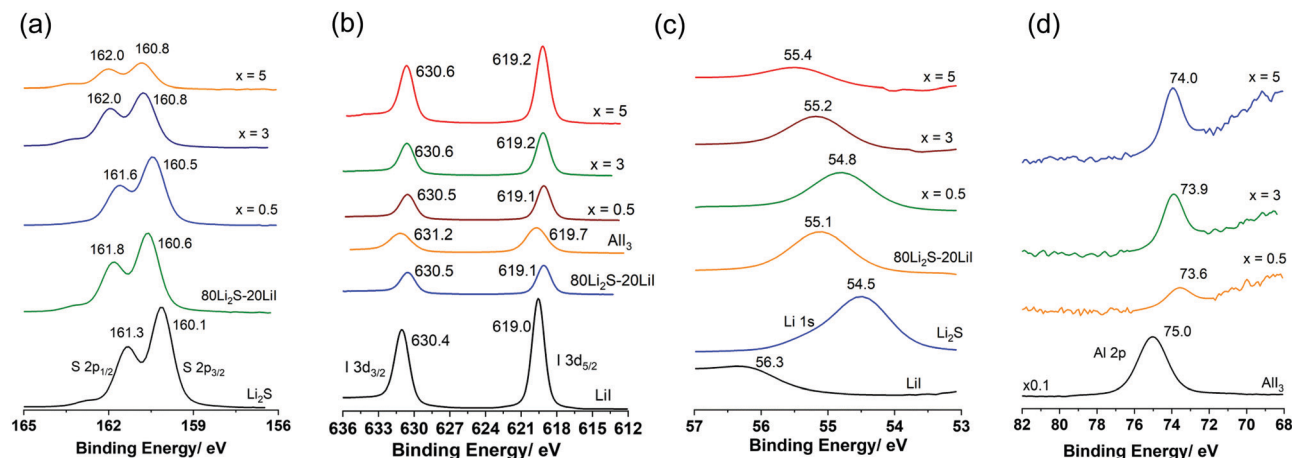 (a)
162.0
160.8
x = 5
162.0
160.8
x = 3
161.6
160.5
x = 0.5
161.8
160.6
80Li₂S-20LiI
161.3
160.1
S 2p₁/₂
S 2p₃/₂
Li₂S
165
162
159
156
Binding Energy/ eV
(b)
630.6
619.2
x = 5
630.6
619.2
x = 3
630.5
619.1
x = 0.5
631.2
619.7
AlI₃
630.5
619.1
80Li₂S-20LiI
630.4
619.0
I 3d₃/₂
I 3d₅/₂
LiI
636 633 630 627 624 621 618 615 612
Binding Energy/ eV
(c)
55.4
x = 5
55.2
x = 3
54.8
x = 0.5
55.1
80Li₂S-20LiI
54.5
Li 1s
Li₂S
56.3
LiI
57
56
55
54
53
Binding Energy/ eV
(d)
74.0
x = 5
73.9
x = 3
73.6
x = 0.5
75.0
Al 2p
x0.1
AlI₃
82 80 78 76 74 72 70 68
Binding Energy/ eV